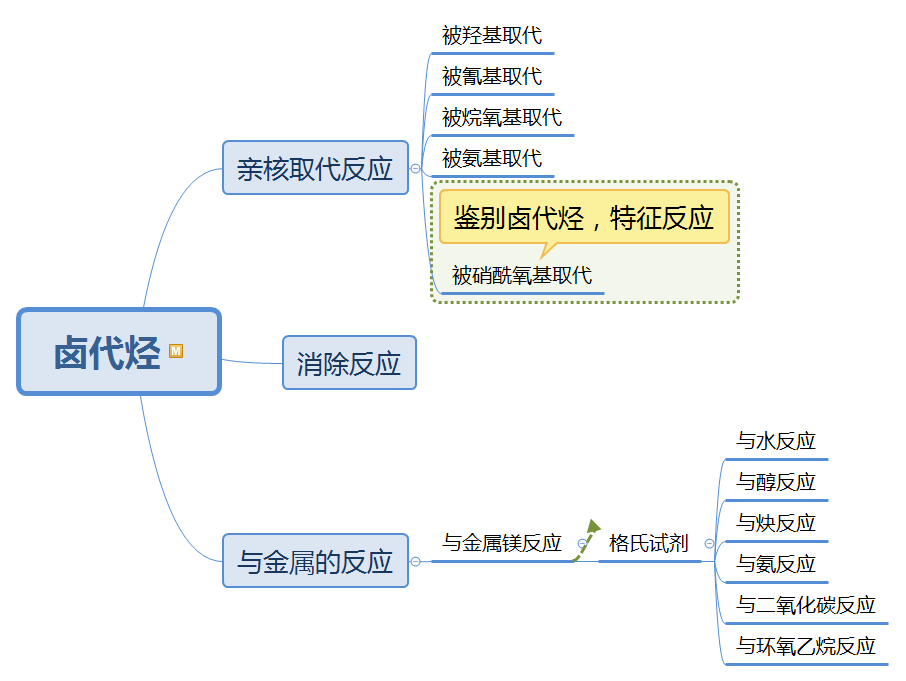 被羟基取代
被氰基取代
被烷氧基取代
被氨基取代
亲核取代反应
鉴别卤代烃，特征反应
被硝酰氧基取代
卤代烃
M
消除反应
与金属的反应
与金属镁反应
格氏试剂
与水反应
与醇反应
与炔反应
与氨反应
与二氧化碳反应
与环氧乙烷反应